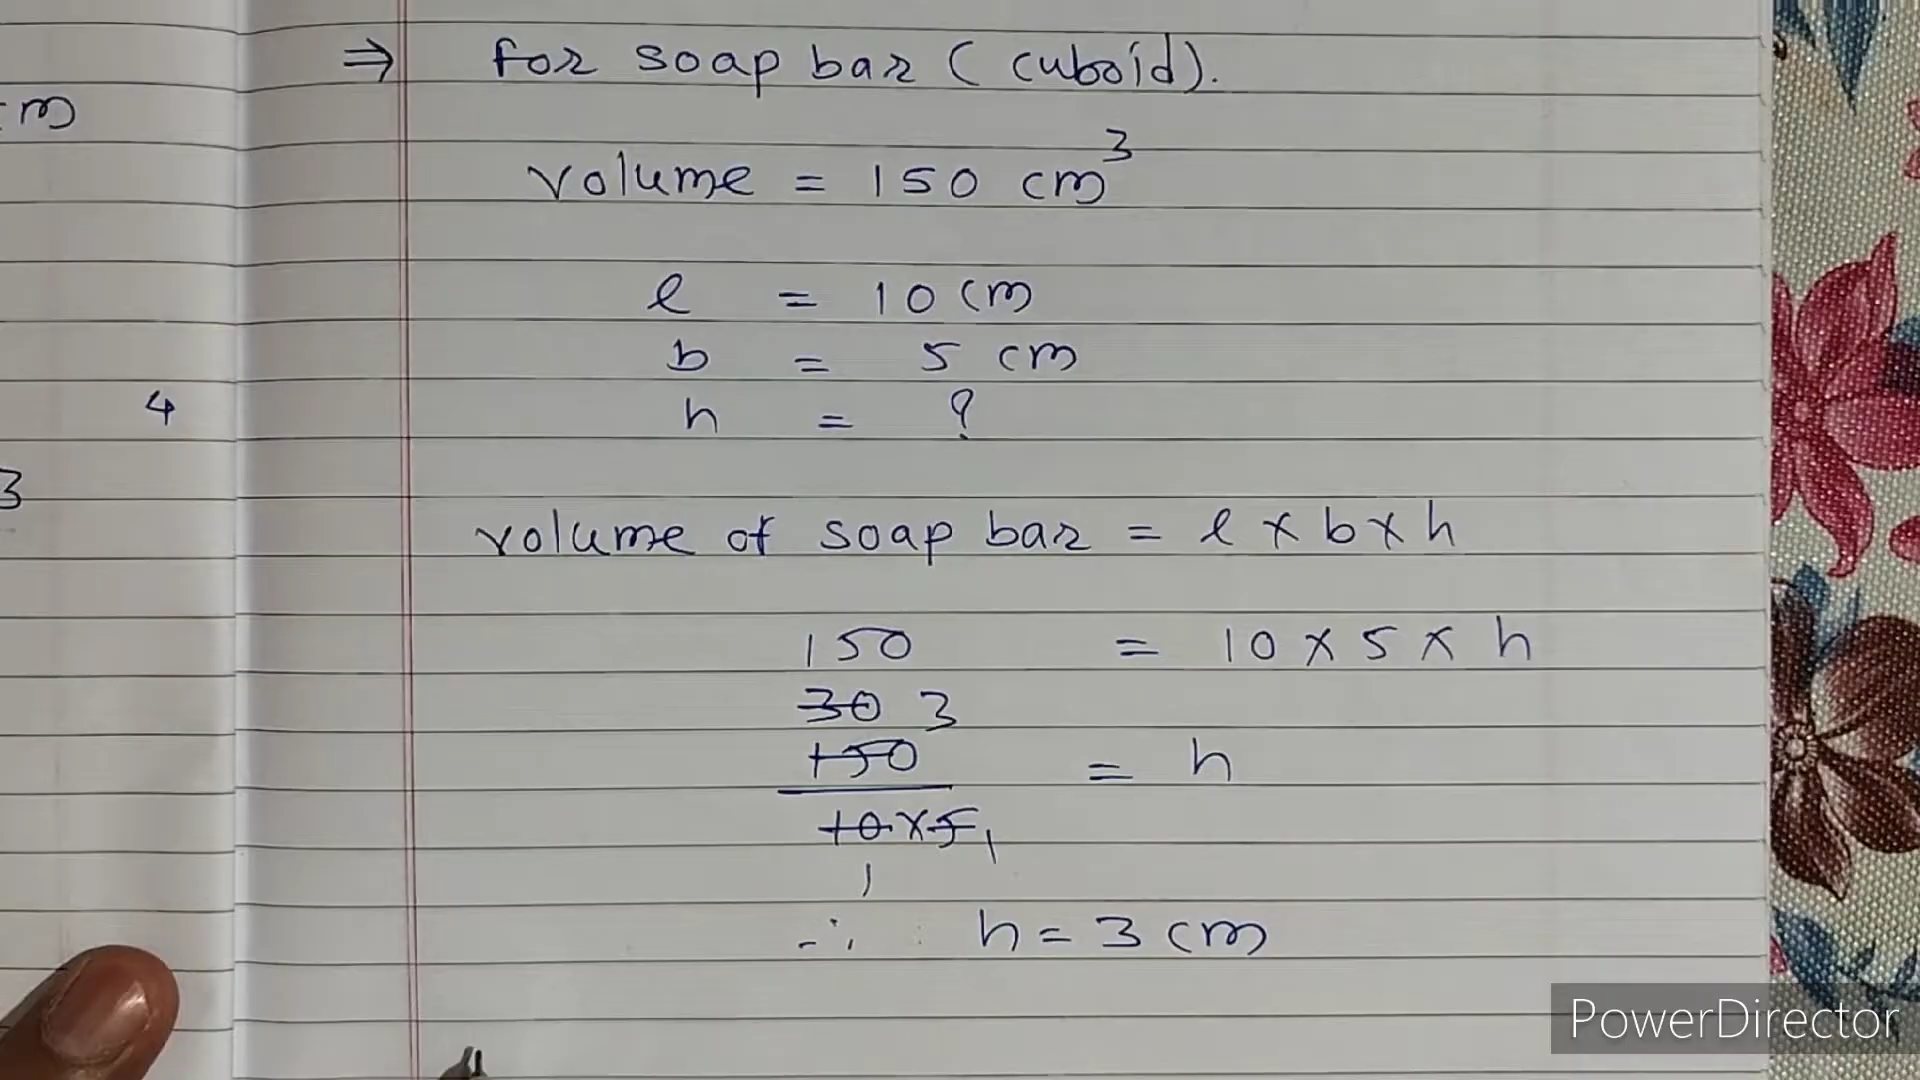 ⇒ for soap bar (cuboid).
m
volume = 150 cm³
l = 10 cm
b = 5 cm
4
h = ?
3
volume of soap bar = l × b × h
150 = 10 × 5 × h
30 3
150 = h
10 × 5 1
1
∴ h = 3 cm
PowerDirector